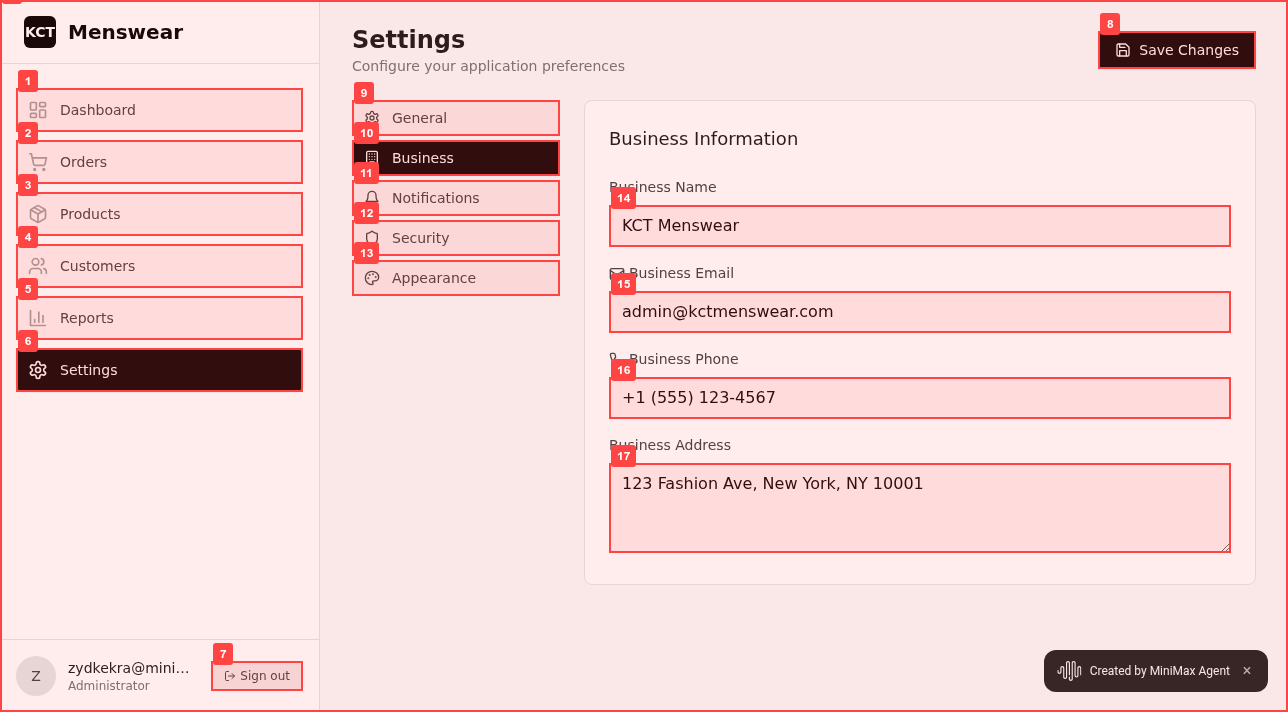 KCT Menswear
1
Dashboard
2
Orders
3
Products
4
Customers
5
Reports
6
Settings
Z
zydkekra@mini...
Administrator
7
Sign out
Settings
Configure your application preferences
8
Save Changes
9
General
10
Business
11
Notifications
12
Security
13
Appearance
Business Information
Business Name
14
KCT Menswear
Business Email
15
admin@kctmenswear.com
Business Phone
16
+1 (555) 123-4567
Business Address
17
123 Fashion Ave, New York, NY 10001
Created by MiniMax Agent ×